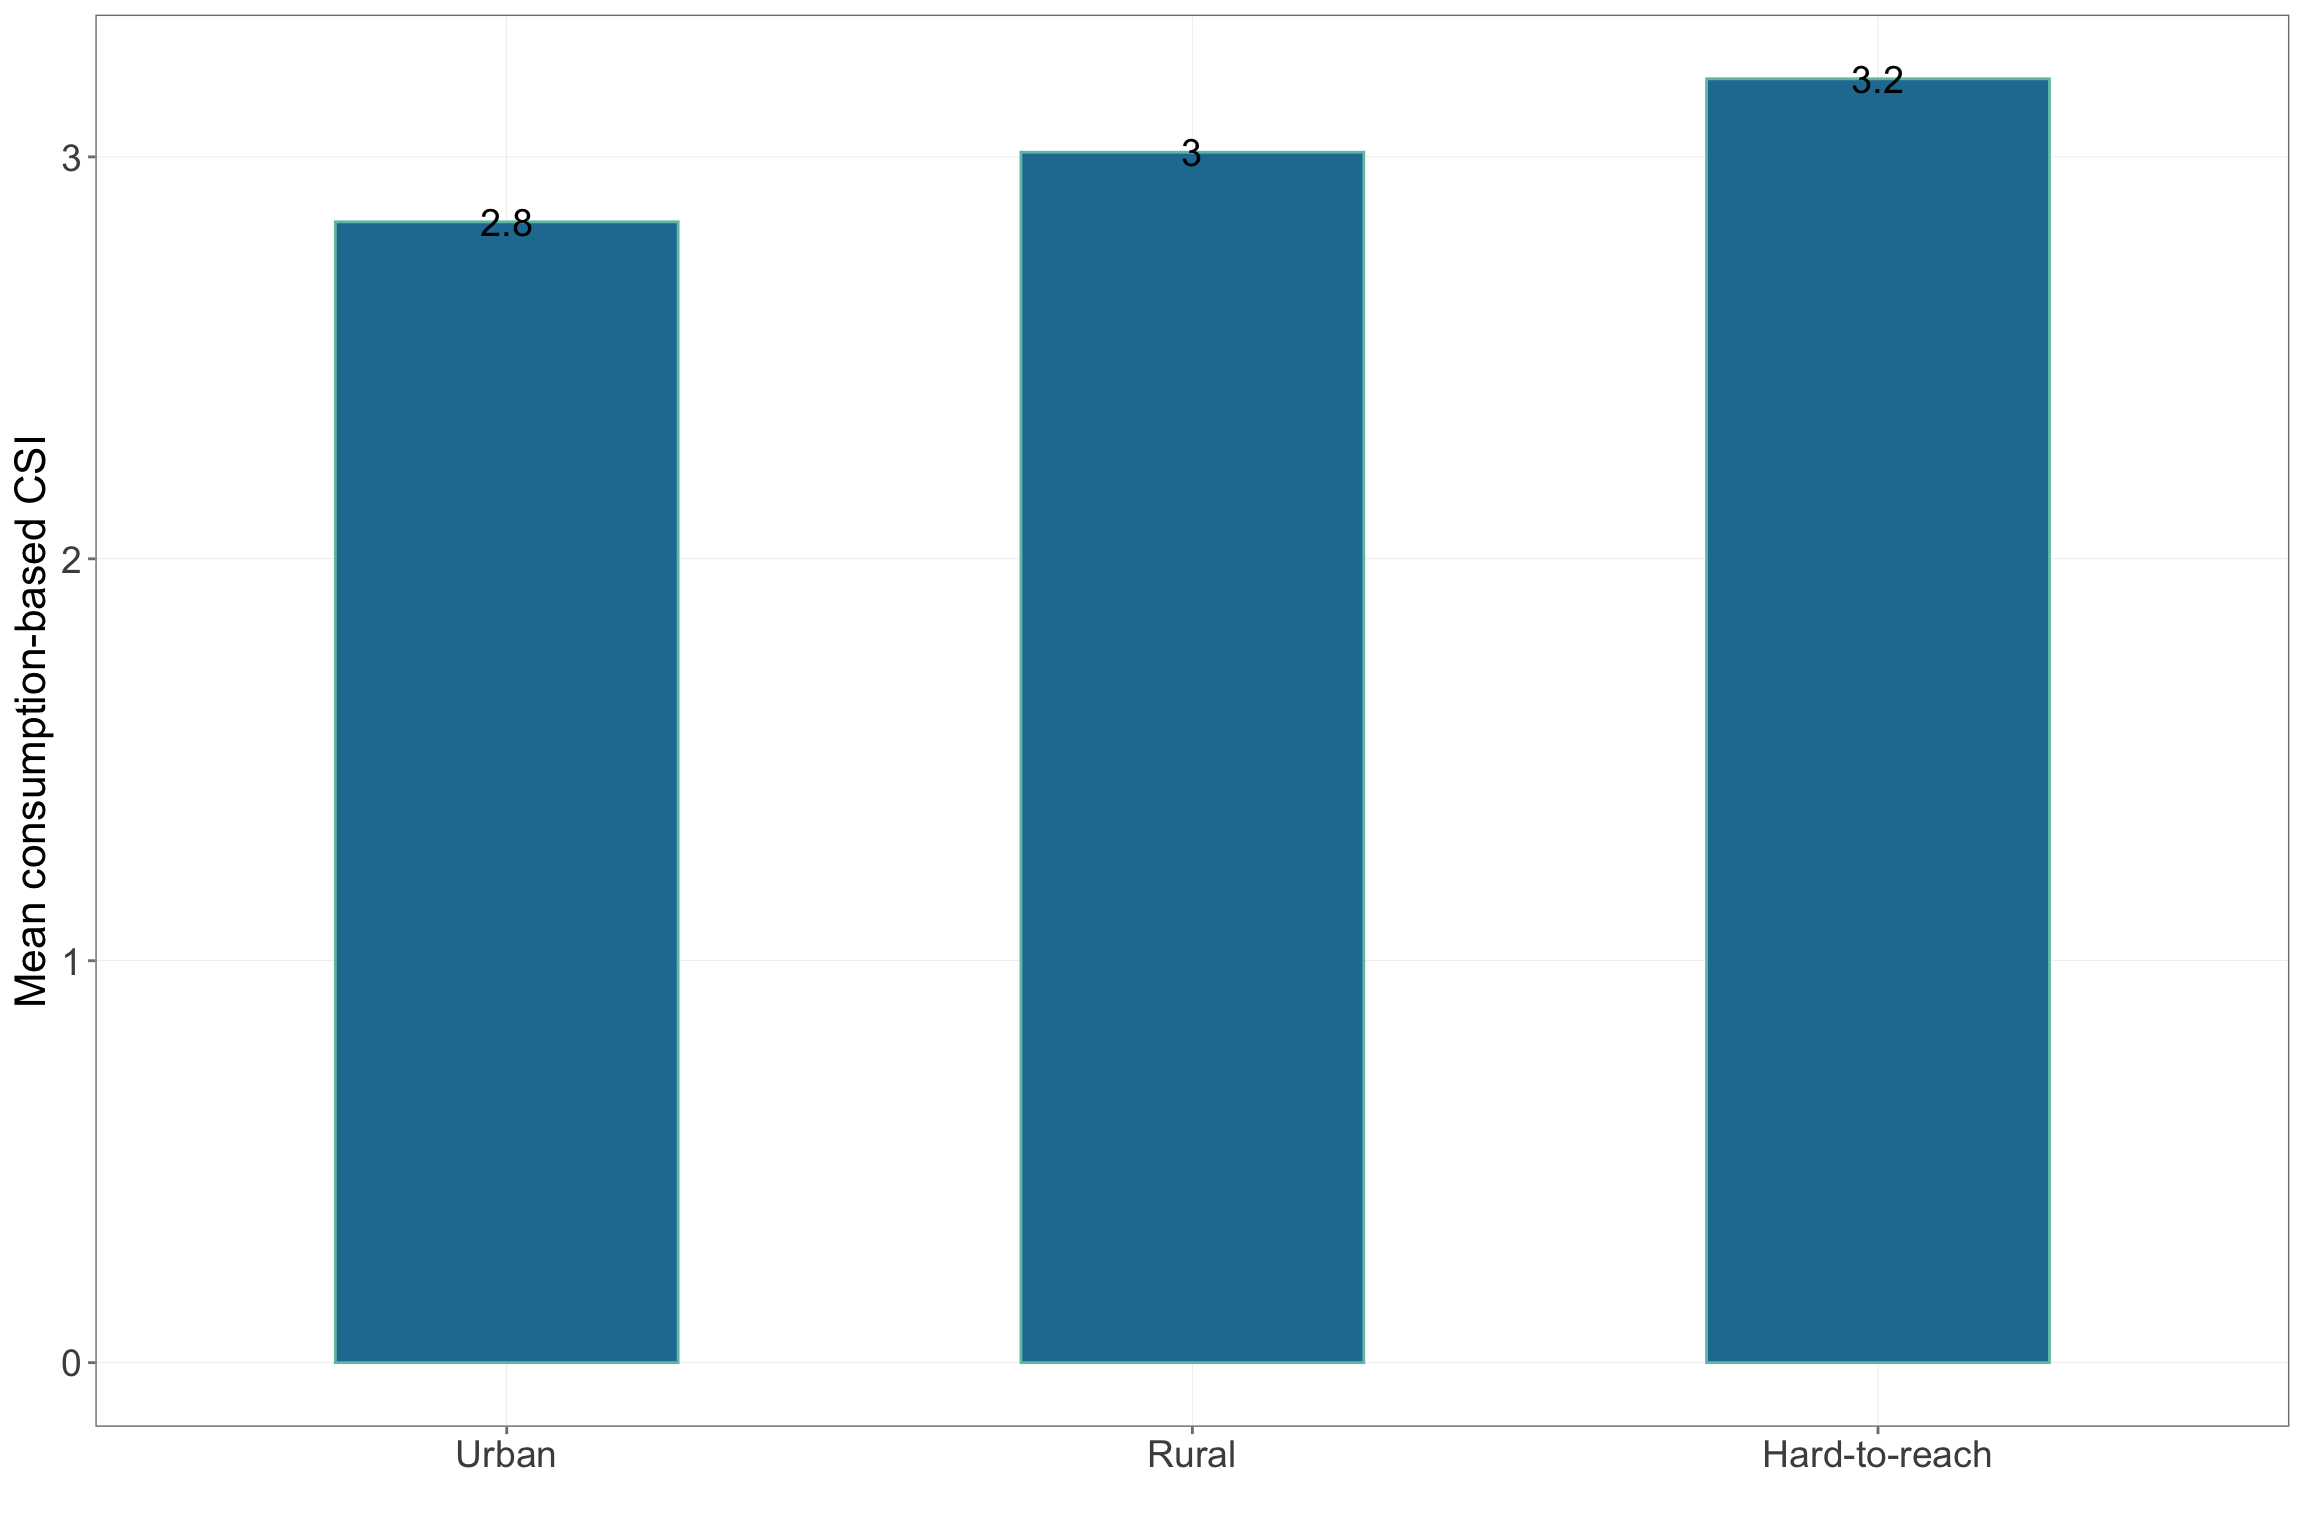 Mean consumption-based CSI
3
2
1
0
2.8
3
3.2
Urban
Rural
Hard-to-reach